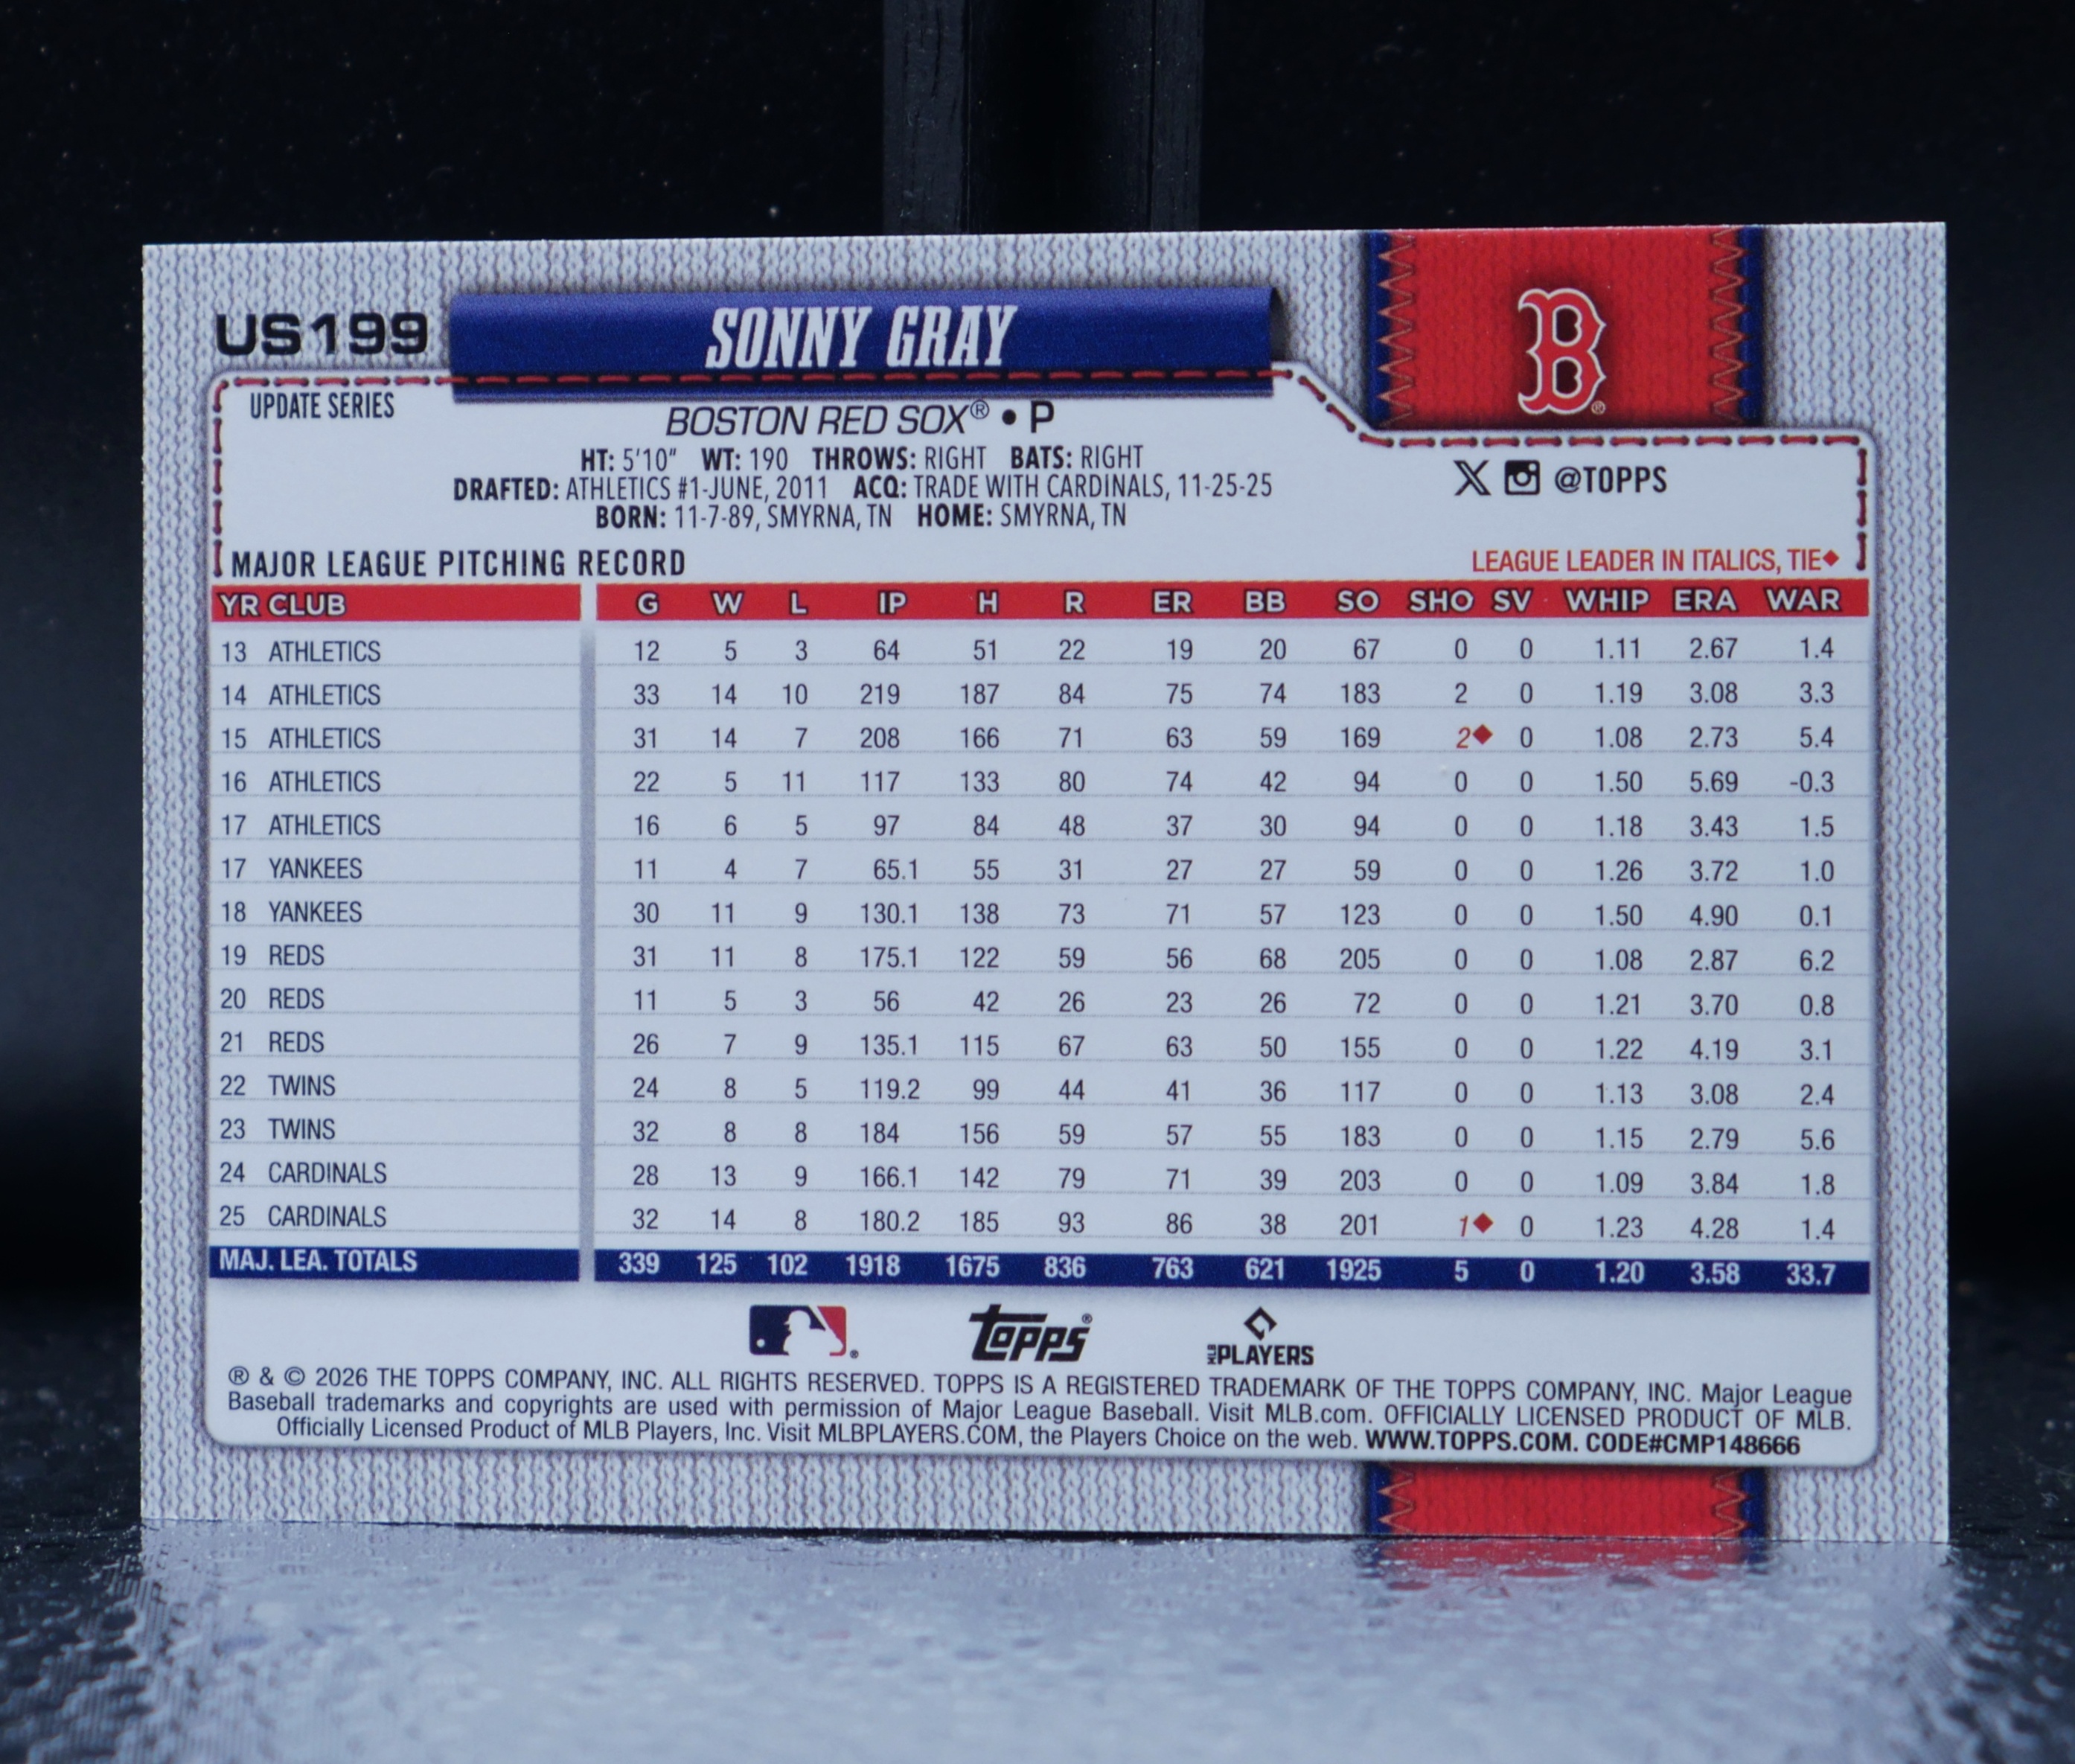 US199
SONNY GRAY
B®
UPDATE SERIES
BOSTON RED SOX® • P
HT: 5'10" WT: 190 THROWS: RIGHT BATS: RIGHT
DRAFTED: ATHLETICS #1-JUNE, 2011 ACQ: TRADE WITH CARDINALS, 11-25-25
BORN: 11-7-89, SMYRNA, TN HOME: SMYRNA, TN
X @TOPPS
MAJOR LEAGUE PITCHING RECORD
LEAGUE LEADER IN ITALICS, TIE◆
YR CLUB G W L IP H R ER BB SO SHO SV WHIP ERA WAR
13 ATHLETICS 12 5 3 64 51 22 19 20 67 0 0 1.11 2.67 1.4
14 ATHLETICS 33 14 10 219 187 84 75 74 183 2 0 1.19 3.08 3.3
15 ATHLETICS 31 14 7 208 166 71 63 59 169 2◆ 0 1.08 2.73 5.4
16 ATHLETICS 22 5 11 117 133 80 74 42 94 0 0 1.50 5.69 -0.3
17 ATHLETICS 16 6 5 97 84 48 37 30 94 0 0 1.18 3.43 1.5
17 YANKEES 11 4 7 65.1 55 31 27 27 59 0 0 1.26 3.72 1.0
18 YANKEES 30 11 9 130.1 138 73 71 57 123 0 0 1.50 4.90 0.1
19 REDS 31 11 8 175.1 122 59 56 68 205 0 0 1.08 2.87 6.2
20 REDS 11 5 3 56 42 26 23 26 72 0 0 1.21 3.70 0.8
21 REDS 26 7 9 135.1 115 67 63 50 155 0 0 1.22 4.19 3.1
22 TWINS 24 8 5 119.2 99 44 41 36 117 0 0 1.13 3.08 2.4
23 TWINS 32 8 8 184 156 59 57 55 183 0 0 1.15 2.79 5.6
24 CARDINALS 28 13 9 166.1 142 79 71 39 203 0 0 1.09 3.84 1.8
25 CARDINALS 32 14 8 180.2 185 93 86 38 201 1◆ 0 1.23 4.28 1.4
MAJ. LEA. TOTALS 339 125 102 1918 1675 836 763 621 1925 5 0 1.20 3.58 33.7
topps® MLB PLAYERS
® & © 2026 THE TOPPS COMPANY, INC. ALL RIGHTS RESERVED. TOPPS IS A REGISTERED TRADEMARK OF THE TOPPS COMPANY, INC. Major League
Baseball trademarks and copyrights are used with permission of Major League Baseball. Visit MLB.com. OFFICIALLY LICENSED PRODUCT OF MLB.
Officially Licensed Product of MLB Players, Inc. Visit MLBPLAYERS.COM, the Players Choice on the web. WWW.TOPPS.COM. CODE#CMP148666